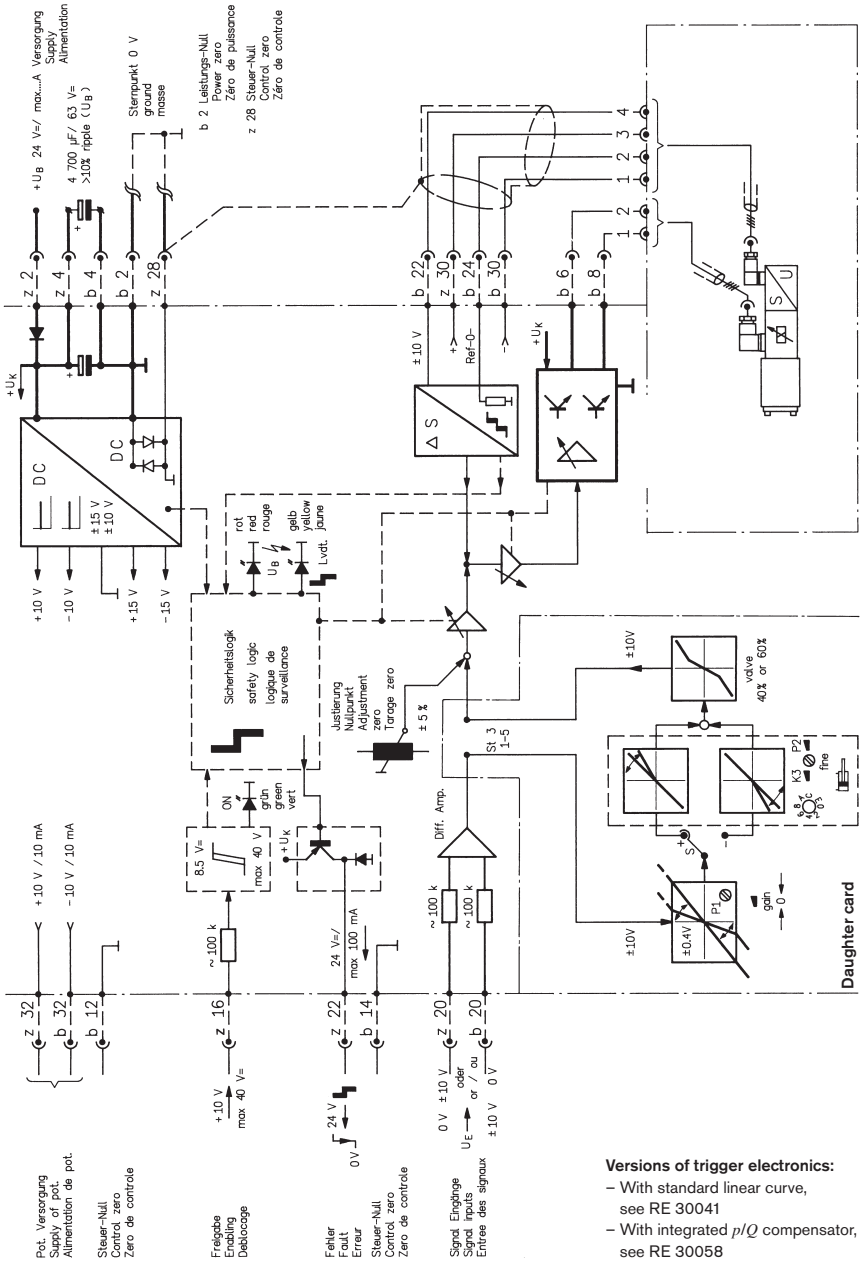 Pot. Versorgung
Supply of pot.
Alimentation de pot.
Steuer-Null
Control zero
Zero de controle
Freigabe
Enabling
Deblocage
Fehler
Fault
Erreur
Steuer-Null
Control zero
Zero de controle
Signal Eingänge
Signal inputs
Entree des signaux
+10 V
max 40 V=
24 V
0V
0 V ±10 V
UE oder
or / ou
±10 V 0 V
z 32
b 32
b 12
z 16
z 22
b 14
z 20
b 20
+10 V / 10 mA
-10 V / 10 mA
~ 100 k
8.5 V=
max 40 V
ON
grün
green
vert
+UK
24 V=/
max 100 mA
~ 100 k
~ 100 k
Diff. Amp.
St 3
1-5
+10 V
-10 V
+15 V
-15 V
DC
±15 V
±10 V
DC
+UK
Sicherheitslogik
safety logic
logique de
surveillance
rot
red
rouge
UB
gelb
yellow
jaune
Lvdt.
Justierung
Nullpunkt
Adjustment
zero
Tarage zero
±5%
z 2
z 4
b 4
b 2
z 28
+UB 24 V=/ max....A Versorgung
Supply
Alimentation
4 700 µF/ 63 V=
>10% ripple (UB)
Sternpunkt 0 V
ground
masse
b 2 Leistungs-Null
Power zero
Zéro de puissance
z 28 Steuer-Null
Control zero
Zéro de controle
±10 V
+
Ref-0-
-
Δ S
+UK
b 22
z 30
b 24
b 30
b 6
b 8
1
2
1
2
3
4
S
U
±10V
±0.4V
P1
gain
0
S
+
-
K3
P2
fine
±10V
valve
40% or 60%
Daughter card
Versions of trigger electronics:
– With standard linear curve,
see RE 30041
– With integrated p/Q compensator,
see RE 30058